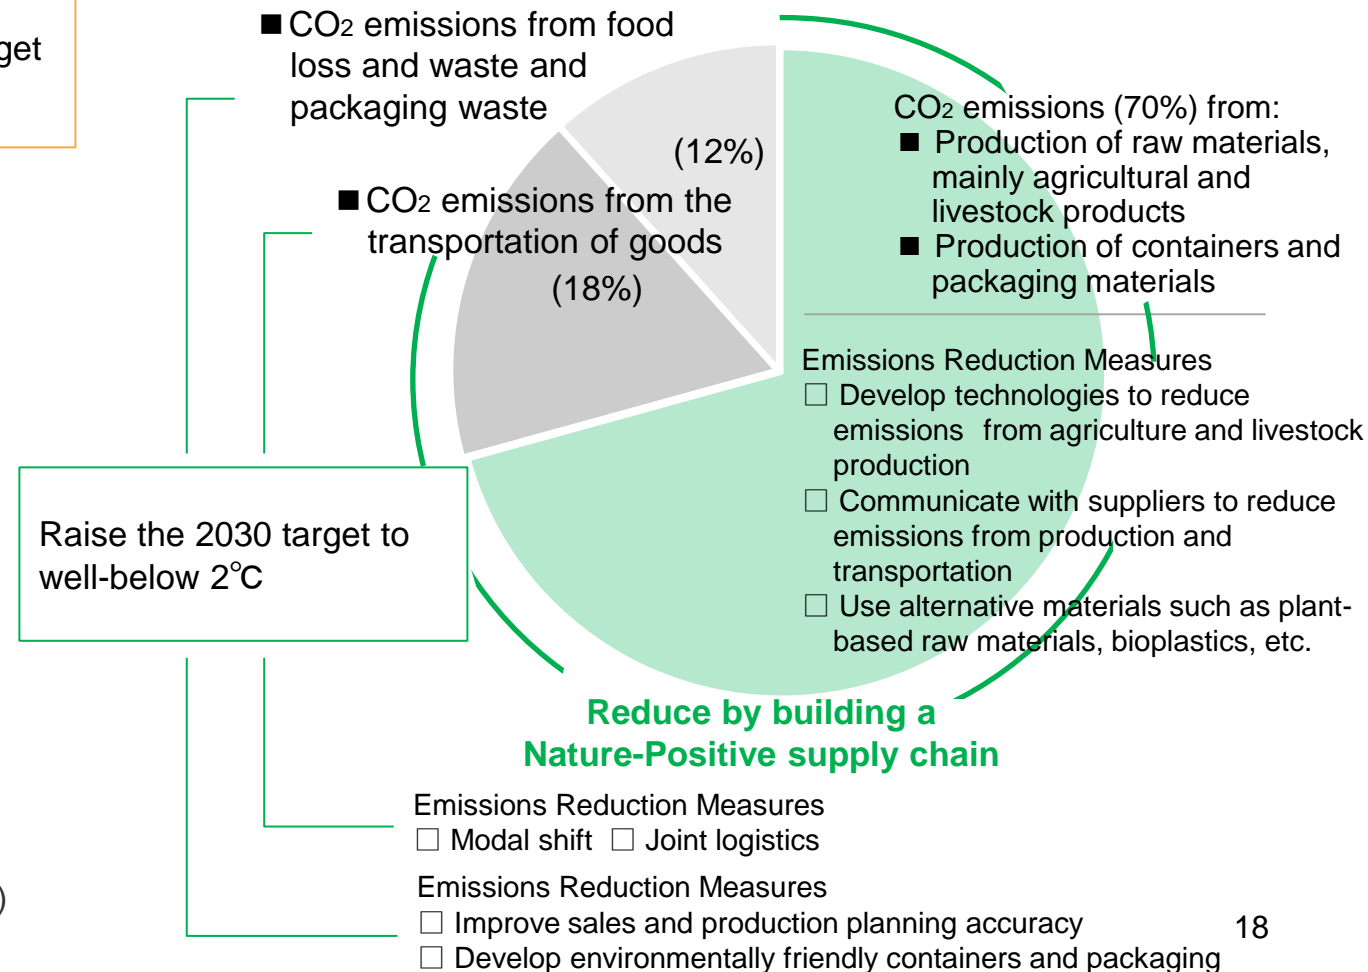 get
■ CO2 emissions from food
loss and waste and
packaging waste
(12%)
■ CO2 emissions from the
transportation of goods
(18%)
CO2 emissions (70%) from:
■ Production of raw materials,
mainly agricultural and
livestock products
■ Production of containers and
packaging materials
Emissions Reduction Measures
□ Develop technologies to reduce
emissions from agriculture and livestock
production
□ Communicate with suppliers to reduce
emissions from production and
transportation
□ Use alternative materials such as plant-
based raw materials, bioplastics, etc.
Raise the 2030 target to
well-below 2℃
Reduce by building a
Nature-Positive supply chain
Emissions Reduction Measures
□ Modal shift □ Joint logistics
)
Emissions Reduction Measures
□ Improve sales and production planning accuracy
□ Develop environmentally friendly containers and packaging
18